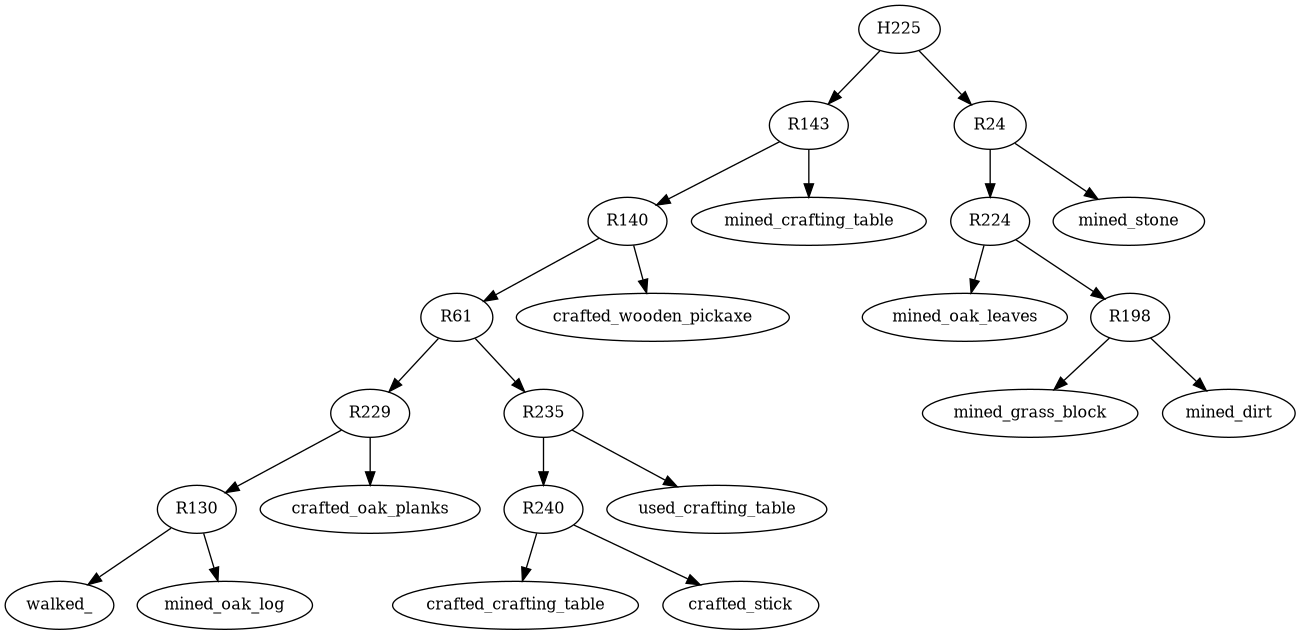 H225
R143
R24
R140
mined_crafting_table
R224
mined_stone
R61
crafted_wooden_pickaxe
mined_oak_leaves
R198
R229
R235
mined_grass_block
mined_dirt
R130
crafted_oak_planks
R240
used_crafting_table
walked_
mined_oak_log
crafted_crafting_table
crafted_stick